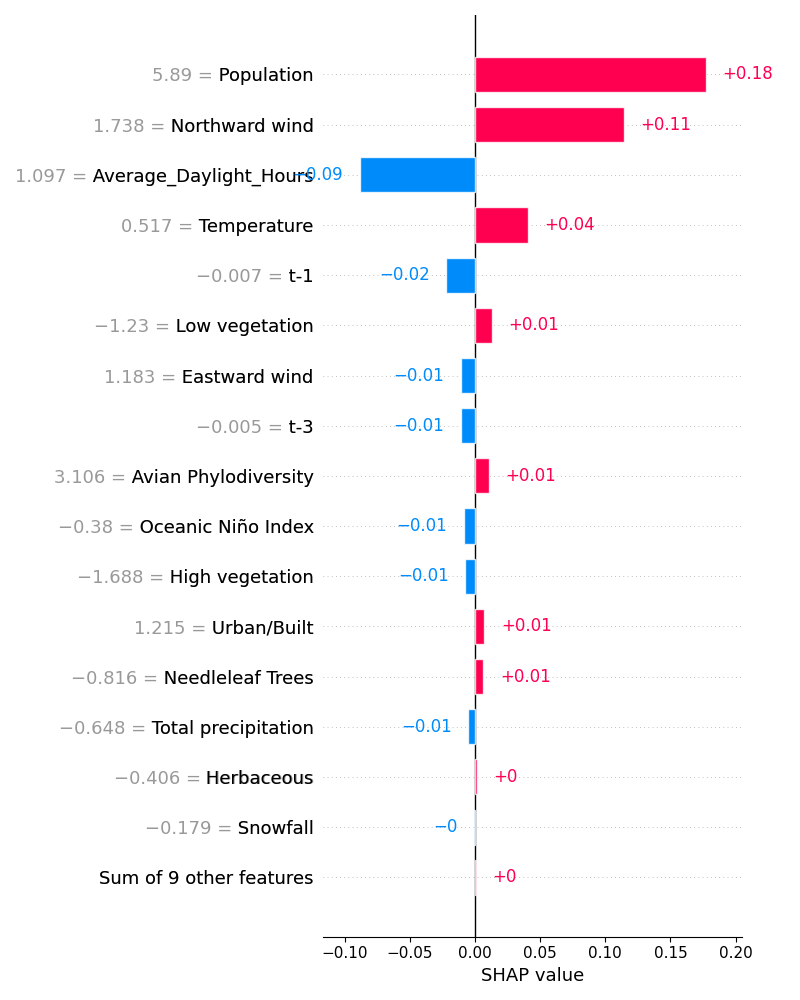 5.89 = Population +0.18
1.738 = Northward wind +0.11
1.097 = Average_Daylight_Hours −0.09
0.517 = Temperature +0.04
−0.007 = t-1 −0.02
−1.23 = Low vegetation +0.01
1.183 = Eastward wind −0.01
−0.005 = t-3 −0.01
3.106 = Avian Phylodiversity +0.01
−0.38 = Oceanic Niño Index −0.01
−1.688 = High vegetation −0.01
1.215 = Urban/Built +0.01
−0.816 = Needleleaf Trees +0.01
−0.648 = Total precipitation −0.01
−0.406 = Herbaceous +0
−0.179 = Snowfall −0
Sum of 9 other features +0
−0.10 −0.05 0.00 0.05 0.10 0.15 0.20
SHAP value